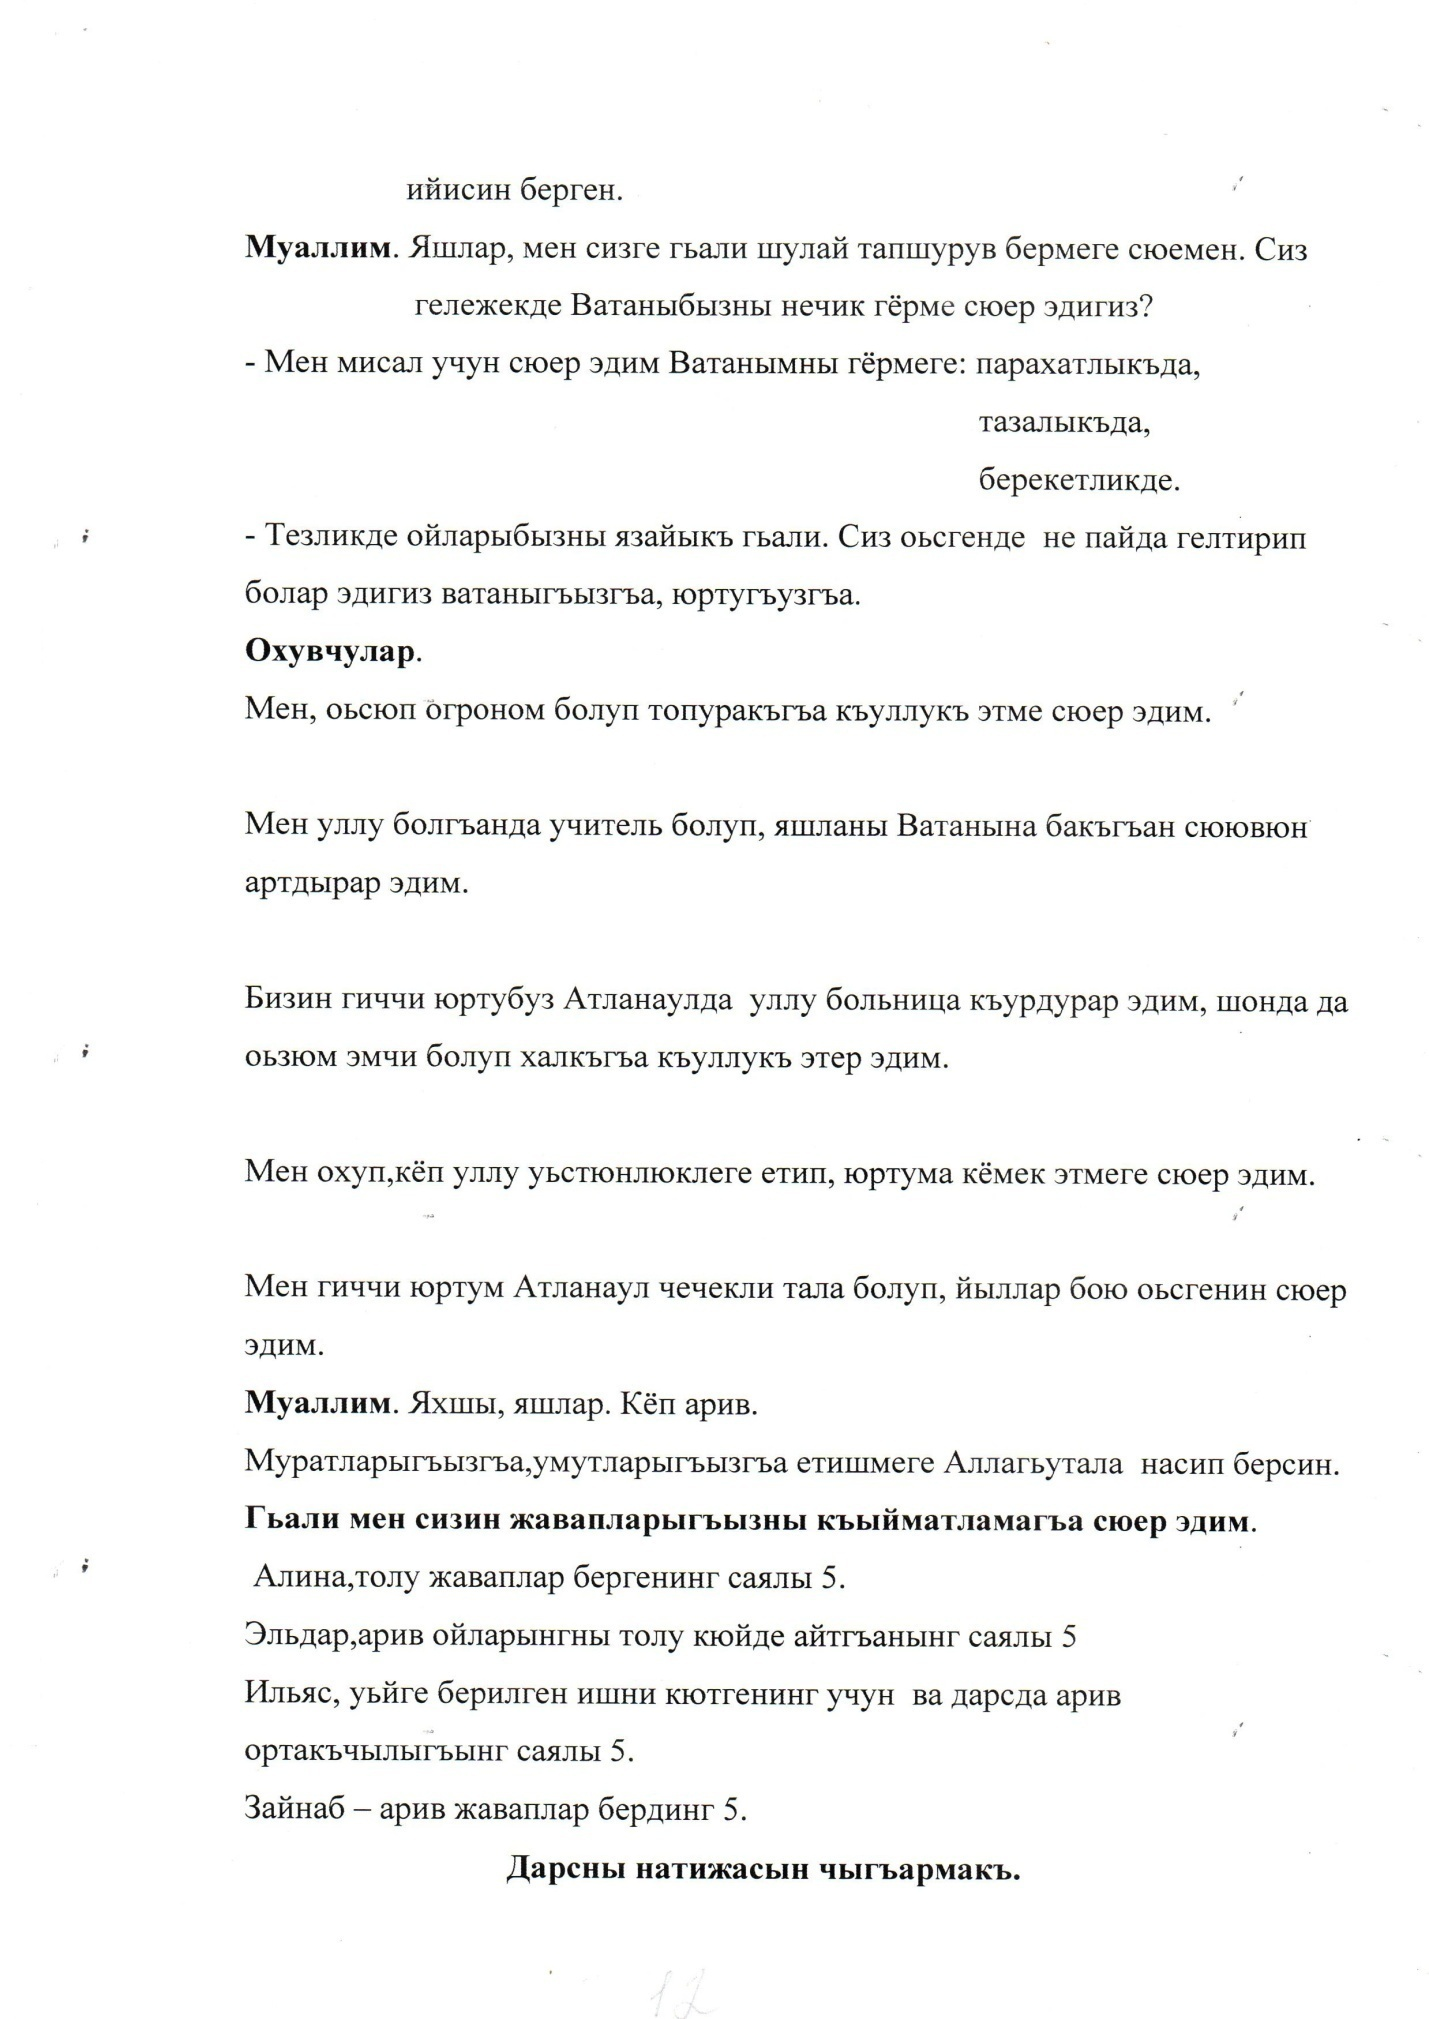 ийисин берген.
Муаллим. Яшлар, мен сизге гьали шулай тапшурув бермеге сюемен. Сиз
гележекде Ватаныбызны нечик гёрме сюер эдигиз?
- Мен мисал учун сюер эдим Ватанымны гёрмеге: парахатлыкъда,
тазалыкъда,
берекетликде.
- Тезликде ойларыбызны язайыкъ гьали. Сиз оьсгенде не пайда гелтирип
болар эдигиз ватаныгъызгъа, юртугъузгъа.
Охувчулар.
Мен, оьсюп огроном болуп топуракъгъа къуллукъ этме сюер эдим.
Мен уллу болгъанда учитель болуп, яшланы Ватанына бакъгъан сюювюн
артдырар эдим.
Бизин гиччи юртубуз Атланаулда уллу больница къурдурар эдим, шонда да
оьзюм эмчи болуп халкъгъа къуллукъ этер эдим.
Мен охуп,кёп уллу уьстюнлюклеге етип, юртума кёмек этмеге сюер эдим.
Мен гиччи юртум Атланаул чечекли тала болуп, йыллар бою оьсгенин сюер
эдим.
Муаллим. Яхшы, яшлар. Кёп арив.
Муратларыгъызгъа,умутларыгъызгъа етишмеге Аллагьутала насип берсин.
Гьали мен сизин жавапларыгъызны къыйматламагъа сюер эдим.
Алина,толу жаваплар бергенинг саялы 5.
Эльдар,арив ойларынгны толу кюйде айтгъанынг саялы 5
Ильяс, уьйге берилген ишни кютгенинг учун ва дарсда арив
ортакъчылыгъынг саялы 5.
Зайнаб – арив жаваплар бердинг 5.
Дарсны натижасын чыгъармакъ.
12